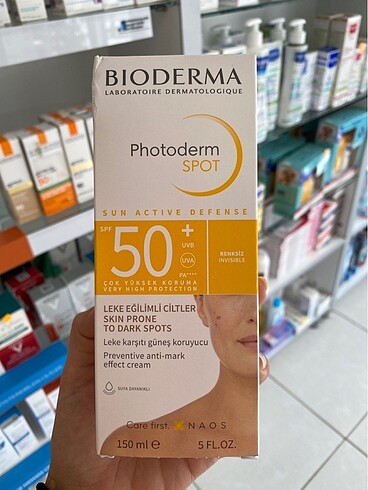 BIODERMA
LABORATOIRE DERMATOLOGIQUE
Photoderm
SPOT
SUN ACTIVE DEFENSE
SPF 50+
UVB
UVA
PA++++
RENKSİZ
INVISIBLE
ÇOK YÜKSEK KORUMA
VERY HIGH PROTECTION
LEKE EĞİLİMLİ CİLTLER
SKIN PRONE
TO DARK SPOTS
Leke karşıtı güneş koruyucu
Preventive anti-mark
effect cream
SUYA DAYANIKLI
Care first. NAOS
150 ml e 5 FL.OZ.